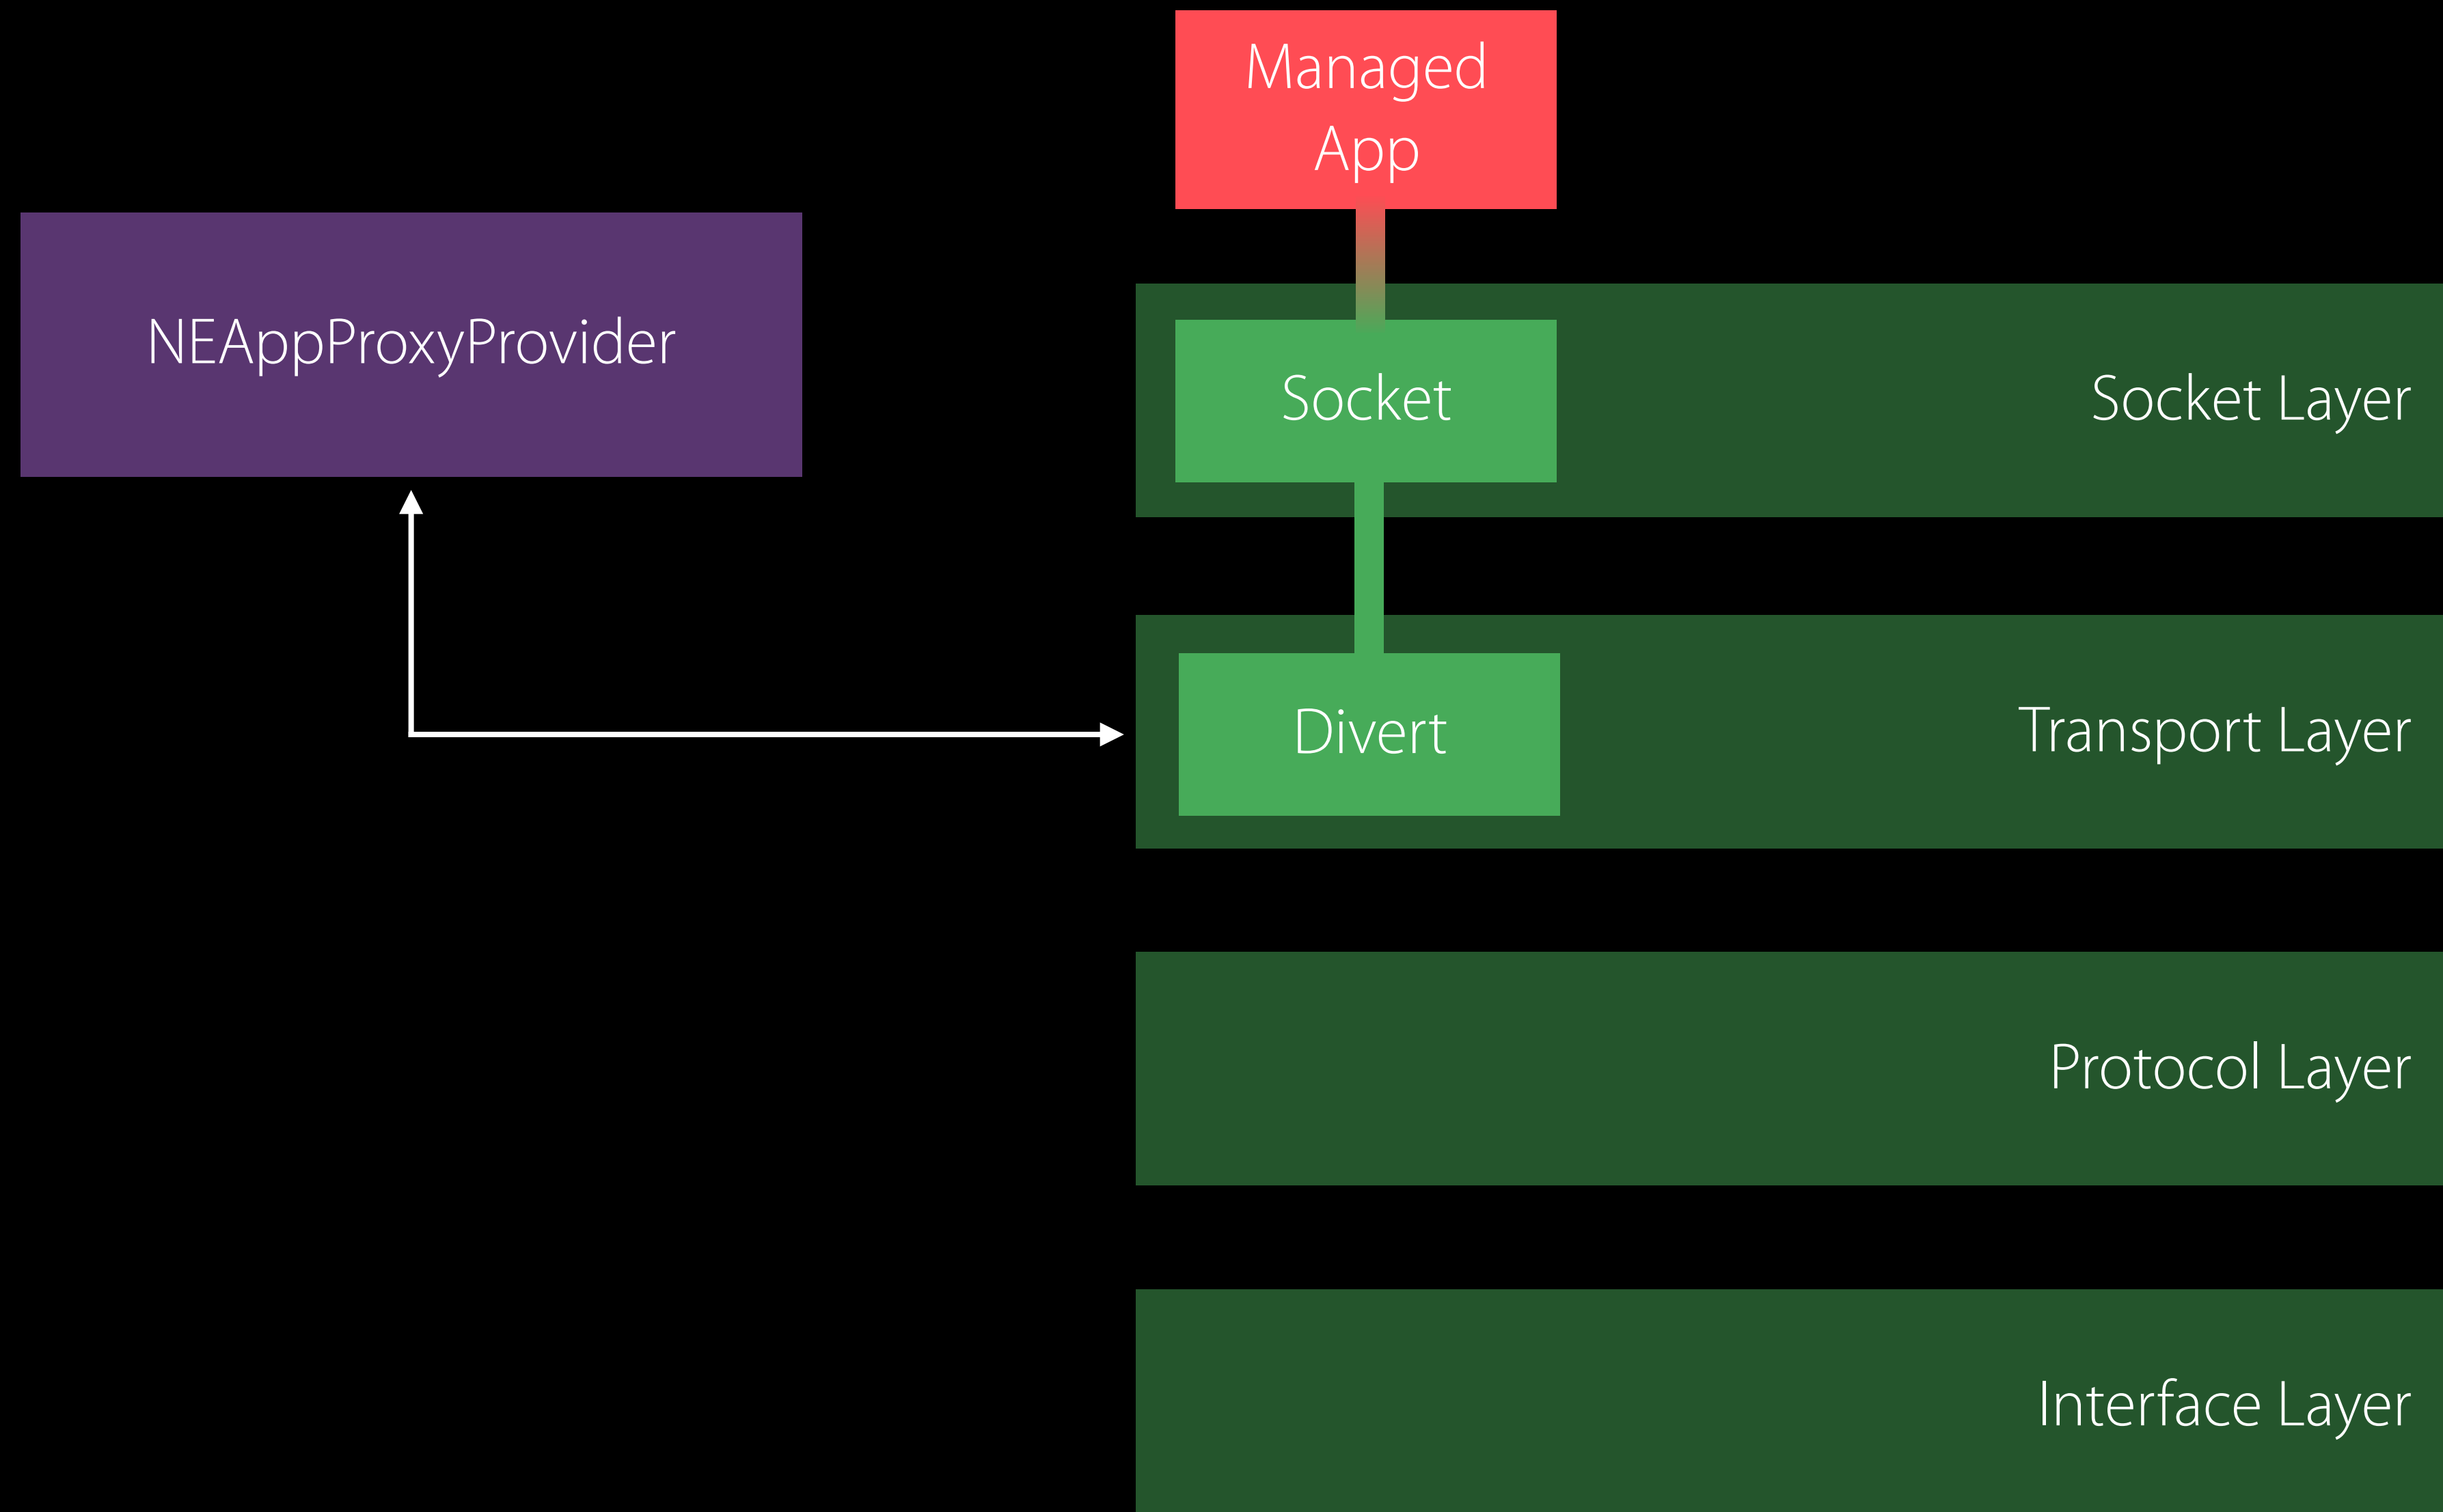 Managed
App
NEAppProxyProvider
Socket
Socket Layer
Divert
Transport Layer
Protocol Layer
Interface Layer